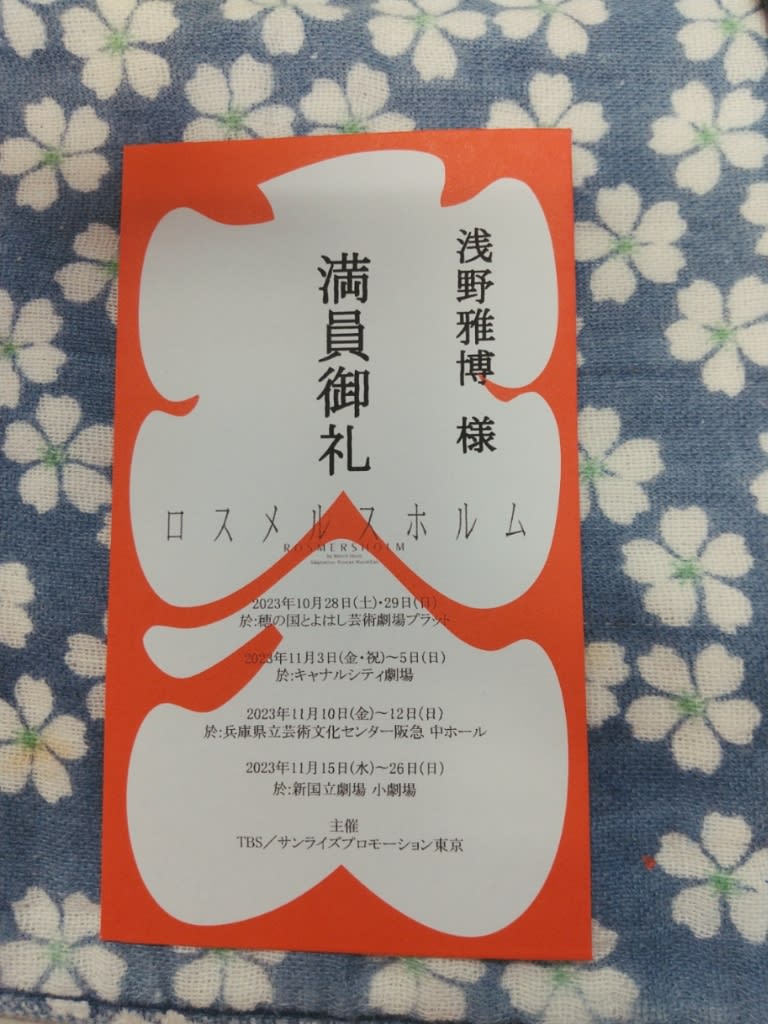 浅野雅博 様
満員御礼
ロスメルスホルム
ROSMERSHOLM
by Henrik Ibsen
Adaptation Duncan Macmillan
2023年10月28日(土)・29日(日)
於:穂の国とよはし芸術劇場プラット
2023年11月3日(金・祝)～5日(日)
於:キャナルシティ劇場
2023年11月10日(金)～12日(日)
於:兵庫県立芸術文化センター阪急 中ホール
2023年11月15日(水)～26日(日)
於:新国立劇場 小劇場
主催
TBS／サンライズプロモーション東京